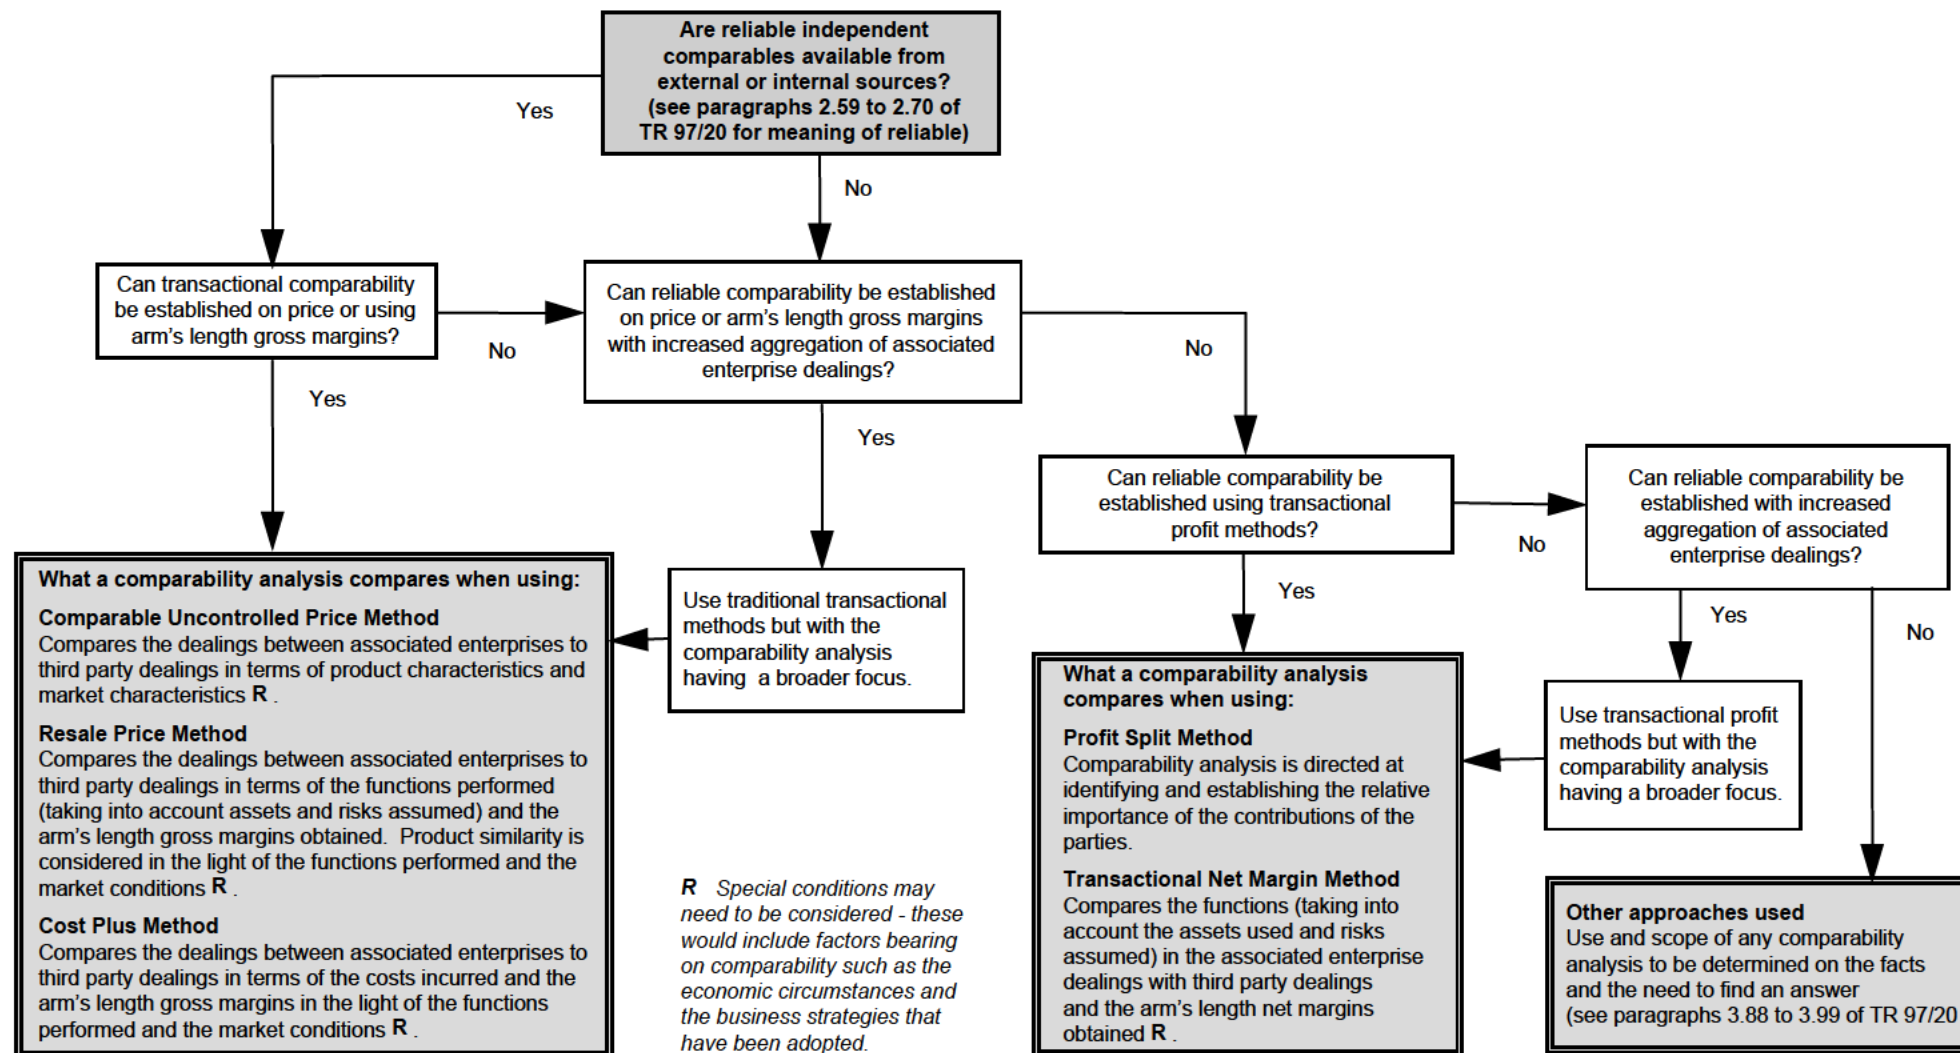 Are reliable independent
comparables available from
external or internal sources?
(see paragraphs 2.59 to 2.70 of
TR 97/20 for meaning of reliable)
Yes
No
Can transactional comparability
be established on price or using
arm's length gross margins?
No
Yes
Can reliable comparability be established
on price or arm's length gross margins
with increased aggregation of associated
enterprise dealings?
No
Yes
Can reliable comparability be
established using transactional
profit methods?
No
Yes
Can reliable comparability be
established with increased
aggregation of associated
enterprise dealings?
Yes
No
What a comparability analysis compares when using:
Comparable Uncontrolled Price Method
Compares the dealings between associated enterprises to
third party dealings in terms of product characteristics and
market characteristics R .
Resale Price Method
Compares the dealings between associated enterprises to
third party dealings in terms of the functions performed
(taking into account assets and risks assumed) and the
arm's length gross margins obtained. Product similarity is
considered in the light of the functions performed and the
market conditions R .
Cost Plus Method
Compares the dealings between associated enterprises to
third party dealings in terms of the costs incurred and the
arm's length gross margins in the light of the functions
performed and the market conditions R .
Use traditional transactional
methods but with the
comparability analysis
having a broader focus.
R Special conditions may
need to be considered - these
would include factors bearing
on comparability such as the
economic circumstances and
the business strategies that
have been adopted.
What a comparability analysis
compares when using:
Profit Split Method
Comparability analysis is directed at
identifying and establishing the relative
importance of the contributions of the
parties.
Transactional Net Margin Method
Compares the functions (taking into
account the assets used and risks
assumed) in the associated enterprise
dealings with third party dealings
and the arm's length net margins
obtained R .
Use transactional profit
methods but with the
comparability analysis
having a broader focus.
Other approaches used
Use and scope of any comparability
analysis to be determined on the facts
and the need to find an answer
(see paragraphs 3.88 to 3.99 of TR 97/20